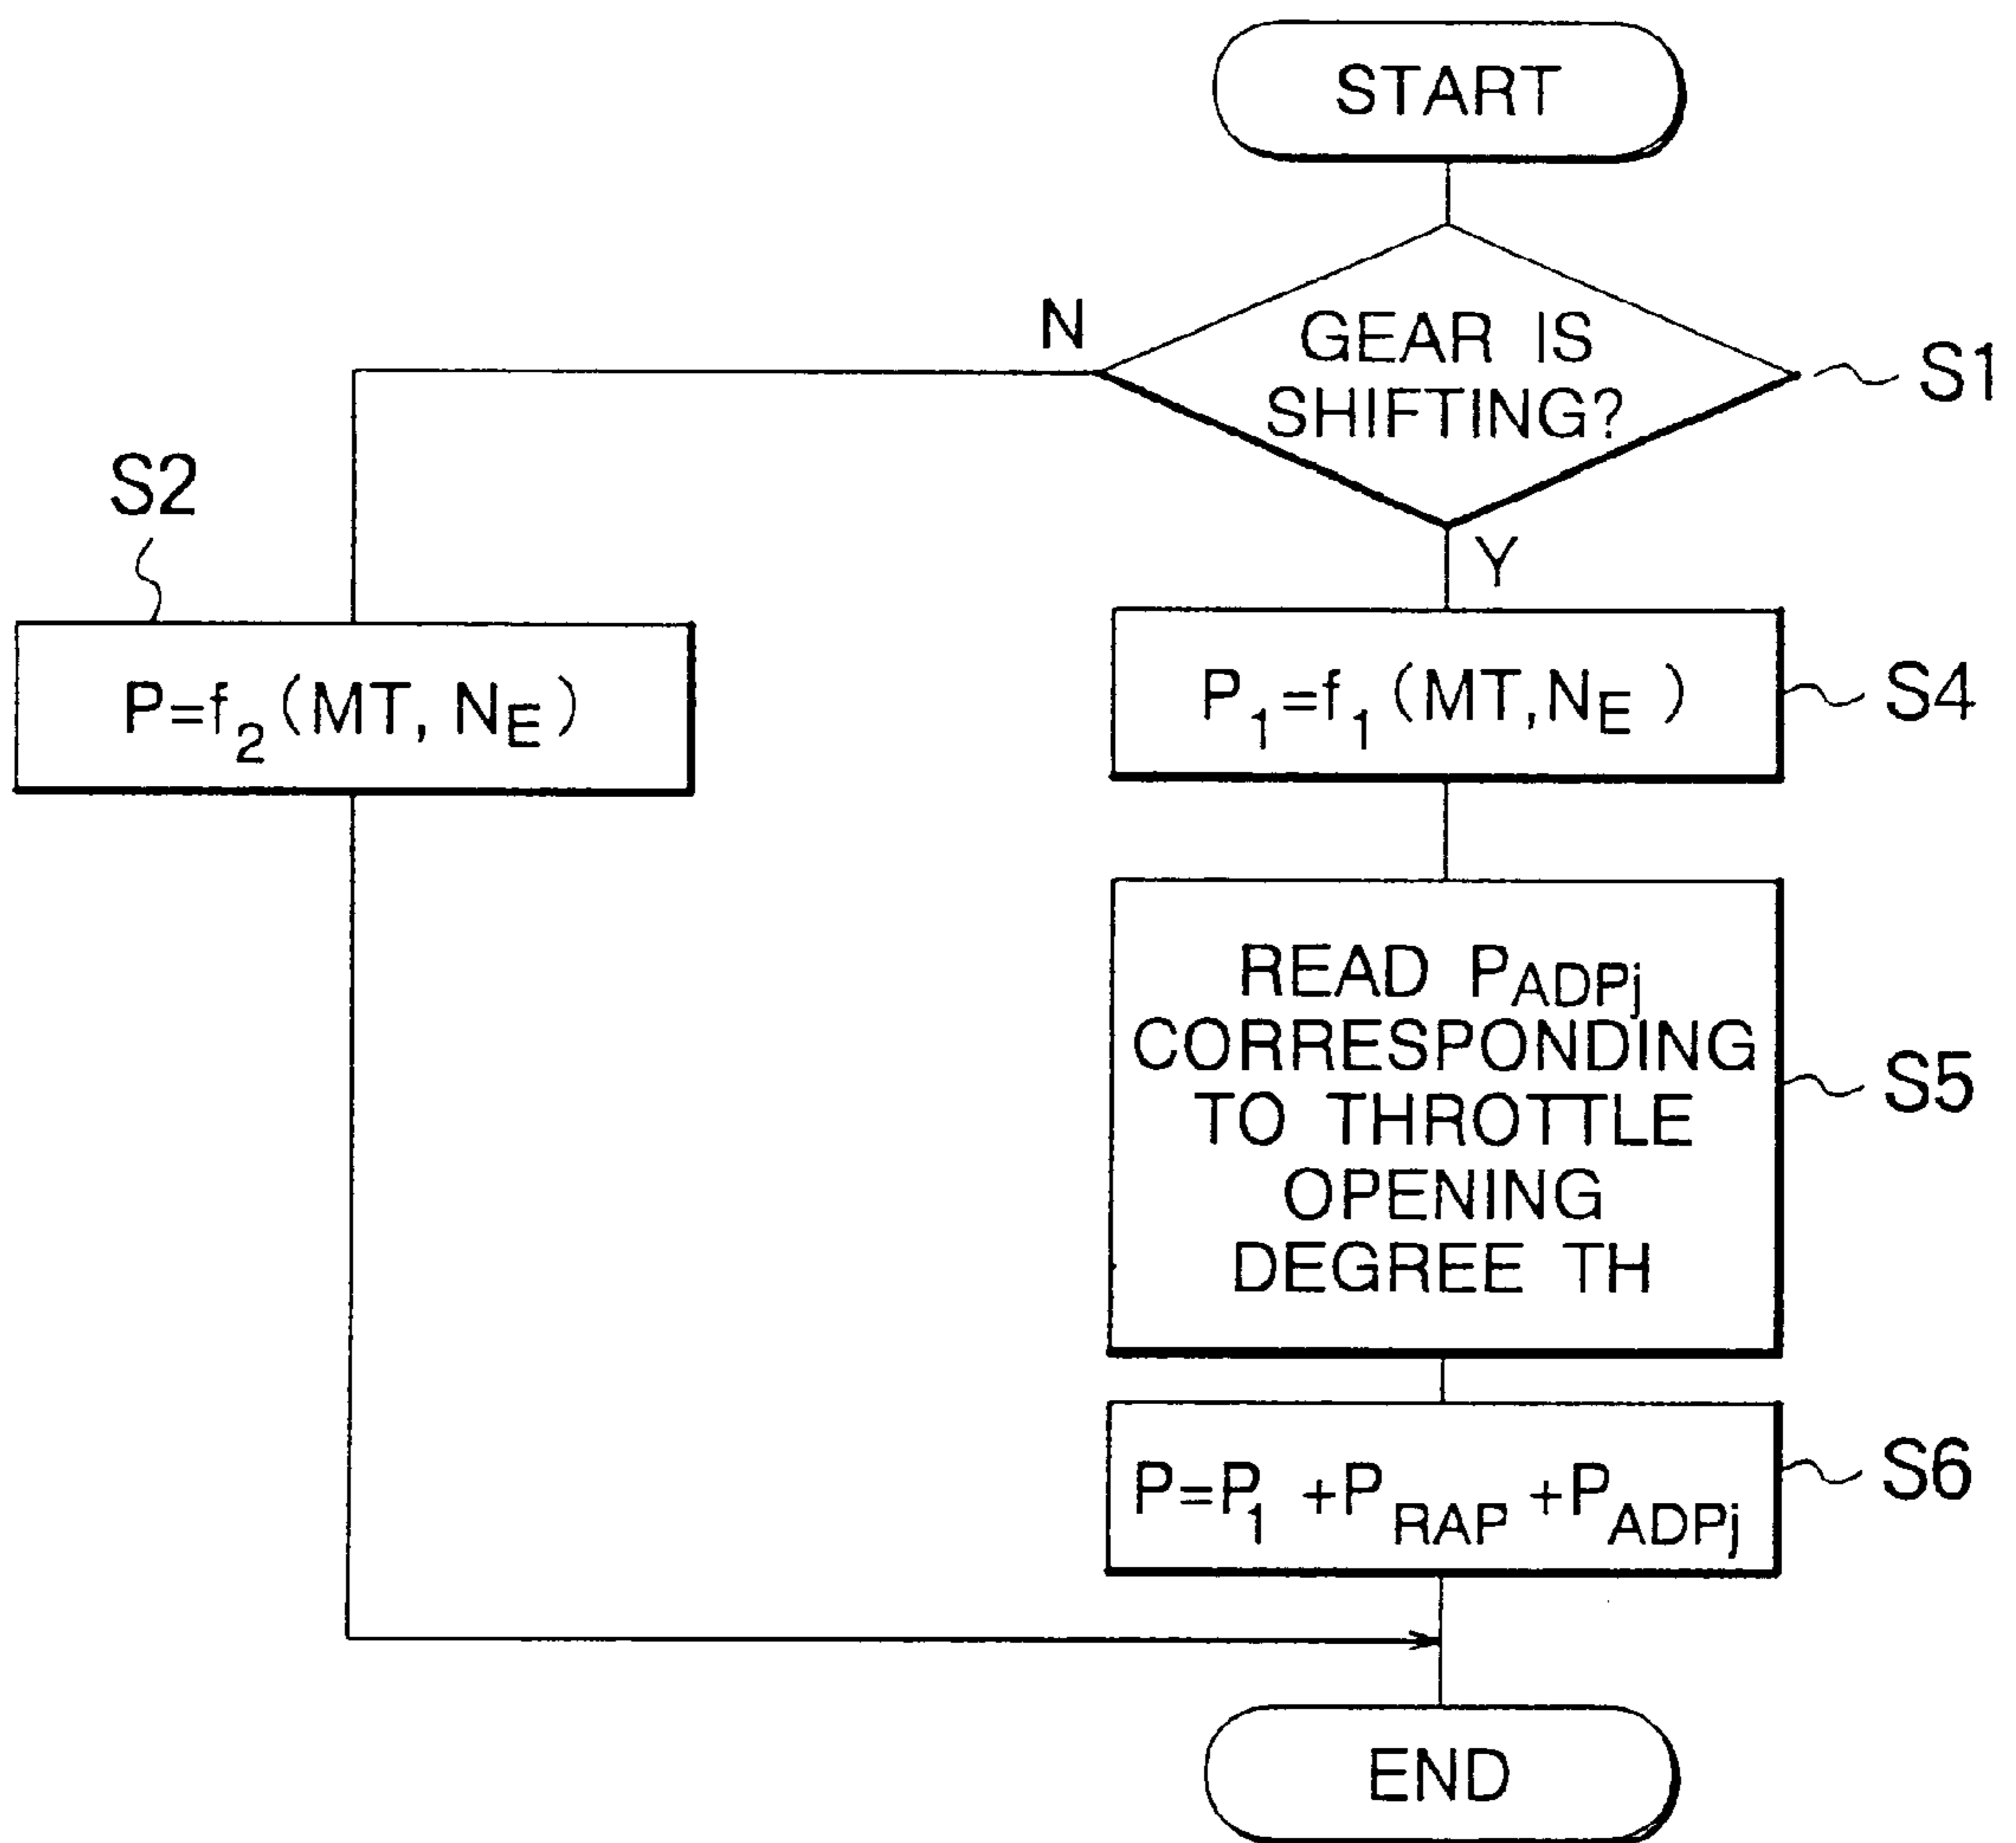 START
N
GEAR IS
SHIFTING?
S1
S2
Y
P=f₂(MT, NE)
P₁=f₁(MT,NE)
S4
READ PADPj
CORRESPONDING
TO THROTTLE
OPENING
DEGREE TH
S5
P=P₁ +PRAP +PADPj
S6
END